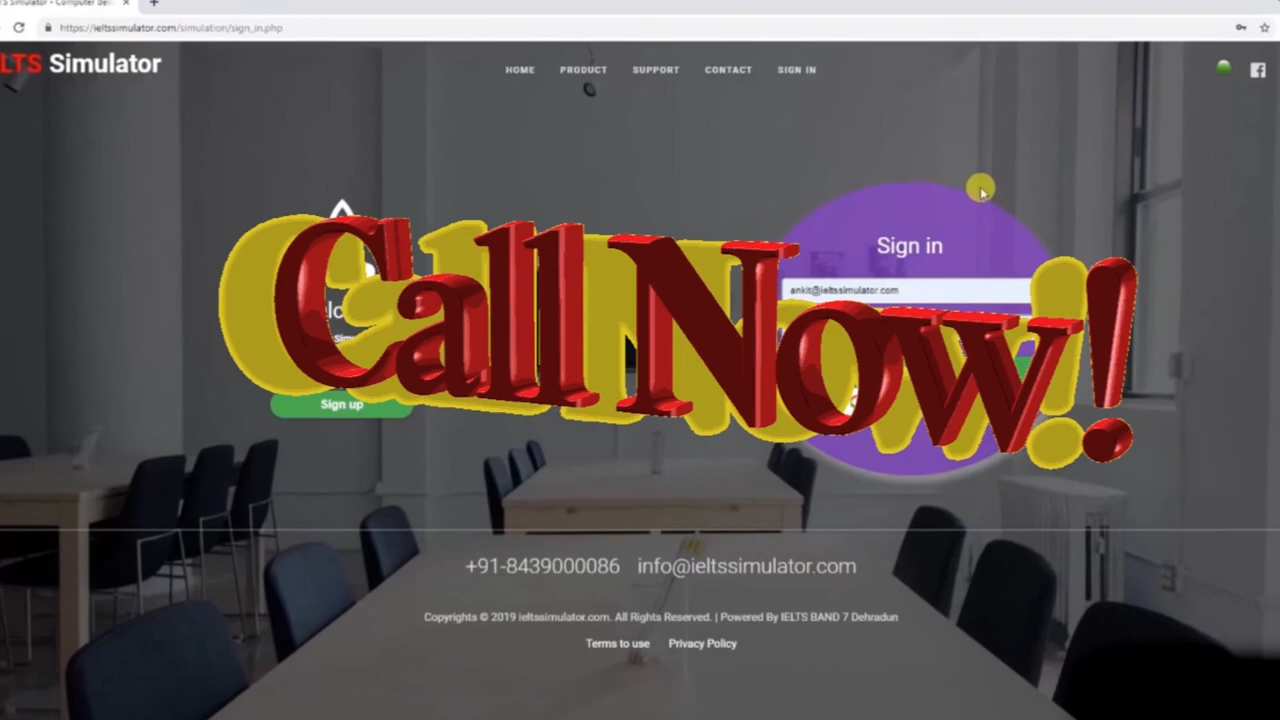 https://ieltssimulator.com/simulation/sign_in.php
LTS Simulator
HOME PRODUCT SUPPORT CONTACT SIGN IN
Sign in
ankit@ieltssimulator.com
Call Now!
Sign up
+91-8439000086 info@ieltssimulator.com
Copyrights © 2019 ieltssimulator.com. All Rights Reserved. | Powered By IELTS BAND 7 Dehradun
Terms to use Privacy Policy